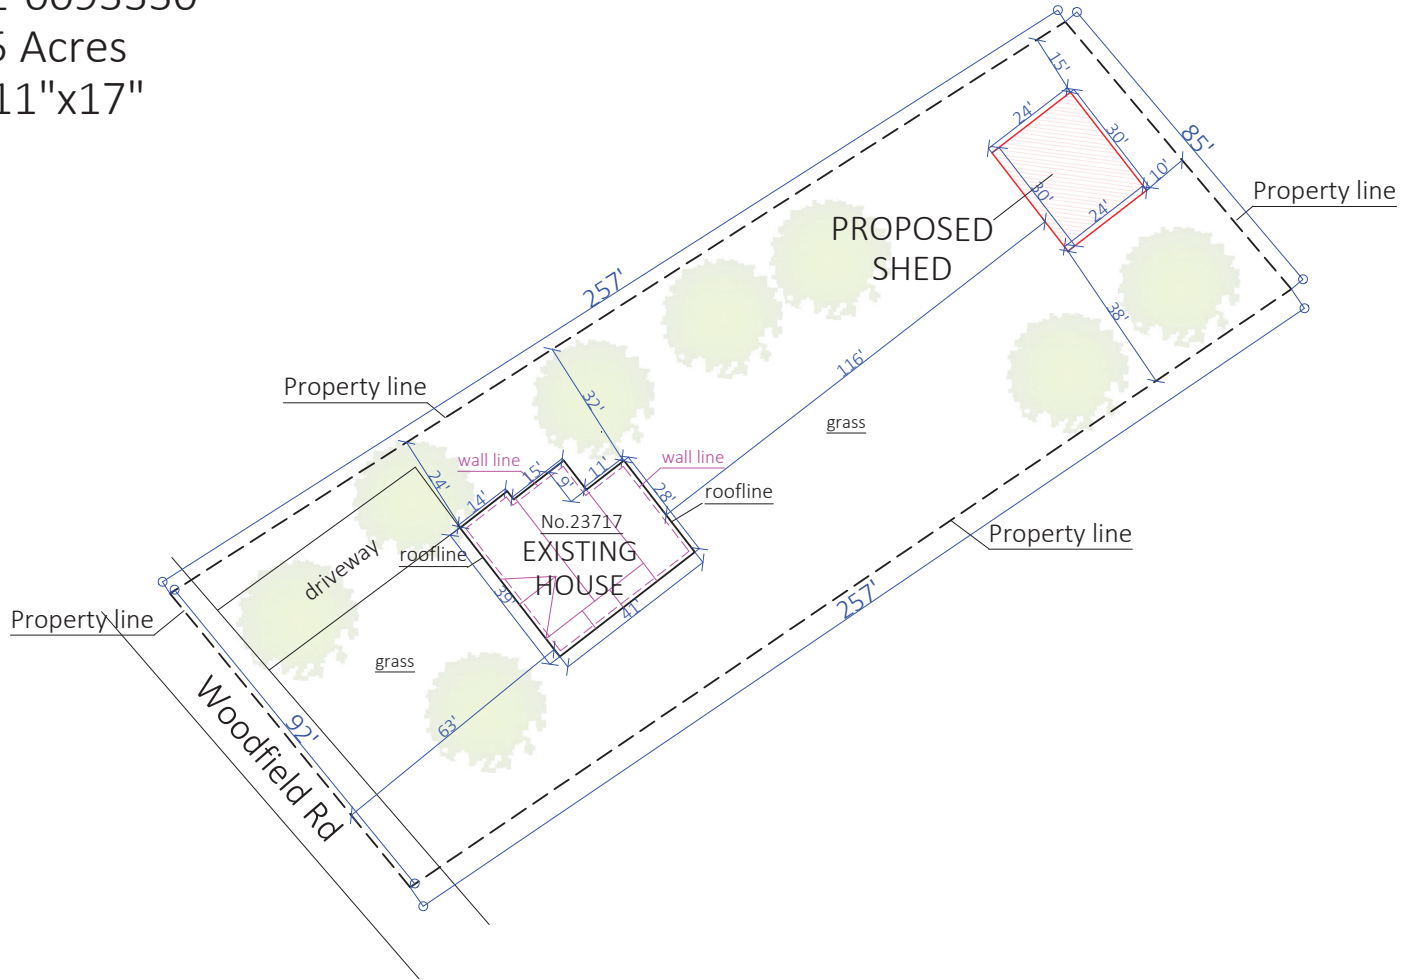 5 Acres
11"x17"
15'
24'
30'
85'
10'
Property line
30'
24'
PROPOSED
SHED
257'
38'
116'
Property line
32'
grass
wall line
15'
11'
wall line
24'
9'
28'
14'
roofline
No.23717
EXISTING
HOUSE
roofline
Property line
driveway
39'
41'
257'
Property line
grass
63'
92'
Woodfield Rd